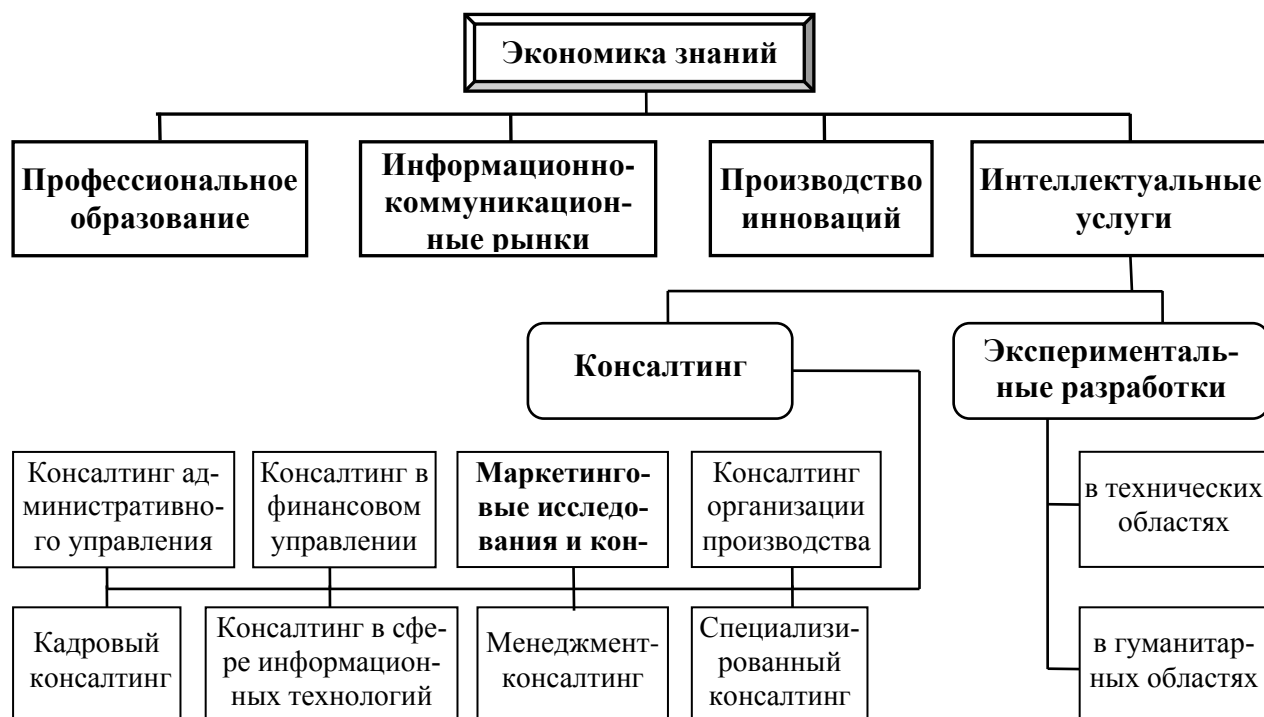 Экономика знаний
Профессиональное
образование
Информационно-
коммуникацион-
ные рынки
Производство
инноваций
Интеллектуальные
услуги
Консалтинг
Эксперименталь-
ные разработки
Консалтинг ад-
министративно-
го управления
Консалтинг в
финансовом
управлении
Маркетинго-
вые исследо-
вания и кон-
Консалтинг
организации
производства
в технических
областях
Кадровый
консалтинг
Консалтинг в сфе-
ре информацион-
ных технологий
Менеджмент-
консалтинг
Специализи-
рованный
консалтинг
в гуманитар-
ных областях